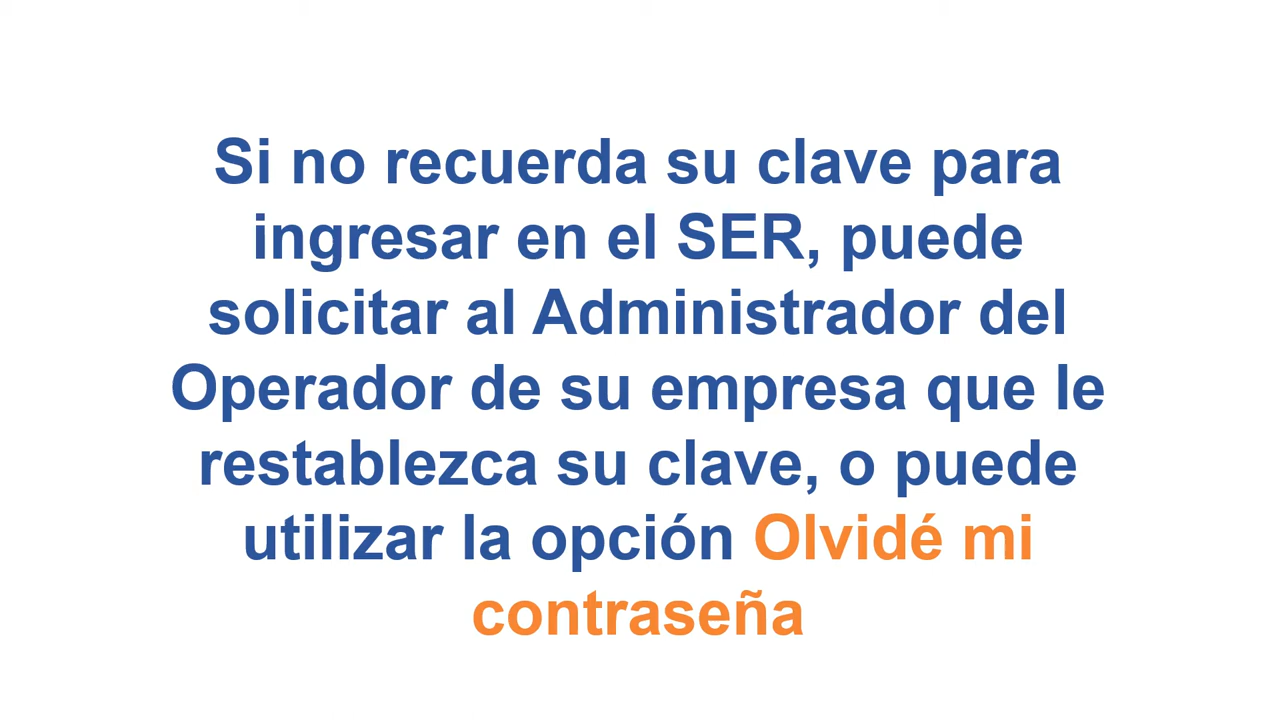 Si no recuerda su clave para
ingresar en el SER, puede
solicitar al Administrador del
Operador de su empresa que le
restablezca su clave, o puede
utilizar la opción Olvidé mi
contraseña